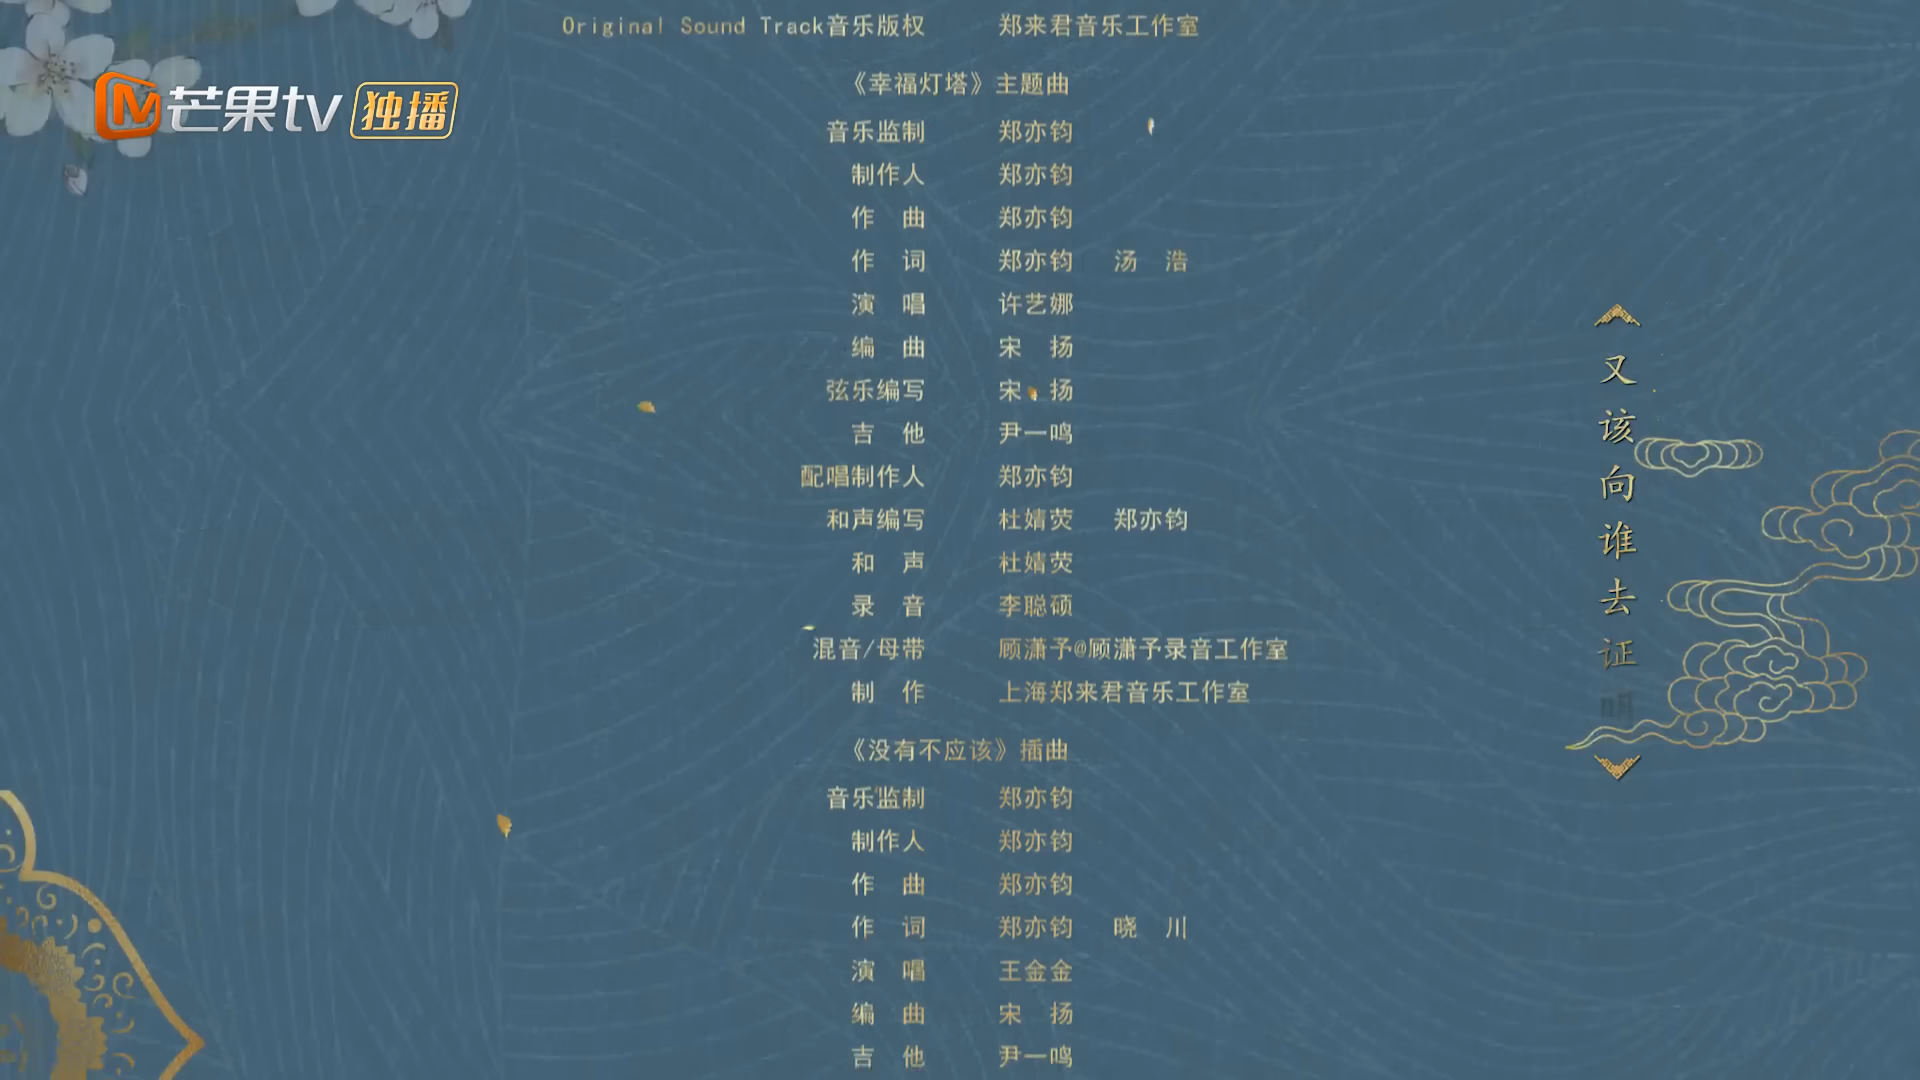 Original Sound Track音乐版权 郑来君音乐工作室
芒果tv 独播
《幸福灯塔》主题曲
音乐监制 郑亦钧
制作人 郑亦钧
作 曲 郑亦钧
作 词 郑亦钧 汤 浩
演 唱 许艺娜
编 曲 宋 扬
弦乐编写 宋 扬
吉 他 尹一鸣
配唱制作人 郑亦钧
和声编写 杜婧荧 郑亦钧
和 声 杜婧荧
录 音 李聪硕
混音/母带 顾潇予@顾潇予录音工作室
制 作 上海郑来君音乐工作室
《没有不应该》插曲
音乐监制 郑亦钧
制作人 郑亦钧
作 曲 郑亦钧
作 词 郑亦钧 晓 川
演 唱 王金金
编 曲 宋 扬
吉 他 尹一鸣
又该向谁去证明